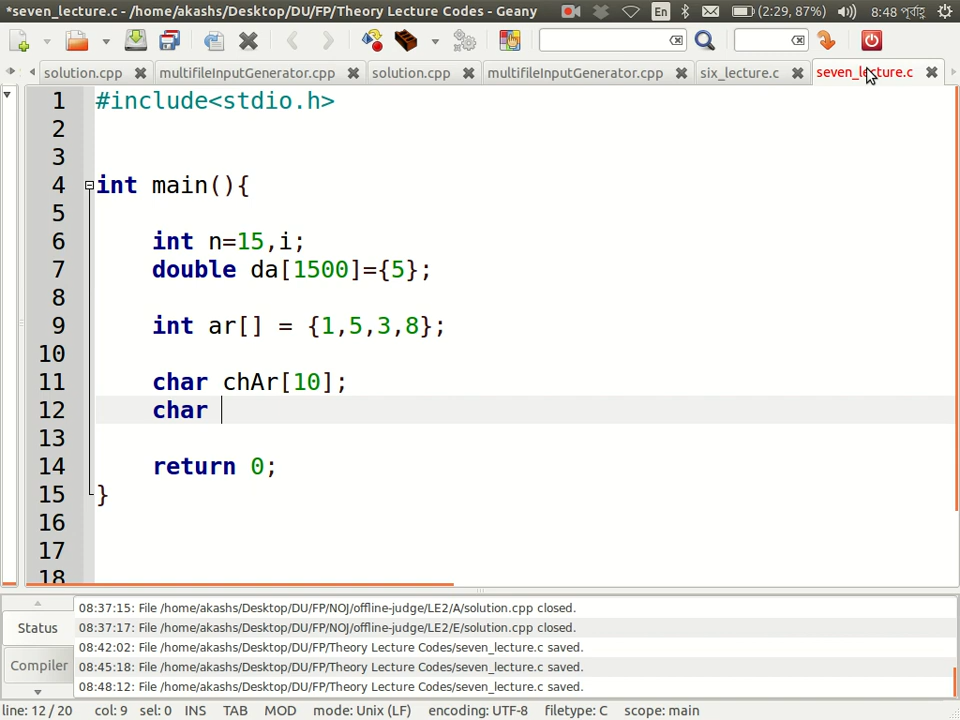 *seven_lecture.c - /home/akashs/Desktop/DU/FP/Theory Lecture Codes - Geany
En
(2:29, 87%)
8:48 পূর্বাহ্ণ
solution.cpp
multifileInputGenerator.cpp
solution.cpp
multifileInputGenerator.cpp
six_lecture.c
seven_lecture.c
1 #include<stdio.h>
2
3
4 int main(){
5
6 int n=15,i;
7 double da[1500]={5};
8
9 int ar[] = {1,5,3,8};
10
11 char chAr[10];
12 char
13
14 return 0;
15 }
16
17
18
Status
Compiler
08:37:15: File /home/akashs/Desktop/DU/FP/NOJ/offline-judge/LE2/A/solution.cpp closed.
08:37:17: File /home/akashs/Desktop/DU/FP/NOJ/offline-judge/LE2/E/solution.cpp closed.
08:42:02: File /home/akashs/Desktop/DU/FP/Theory Lecture Codes/seven_lecture.c saved.
08:45:18: File /home/akashs/Desktop/DU/FP/Theory Lecture Codes/seven_lecture.c saved.
08:48:12: File /home/akashs/Desktop/DU/FP/Theory Lecture Codes/seven_lecture.c saved.
line: 12 / 20 col: 9 sel: 0 INS TAB MOD mode: Unix (LF) encoding: UTF-8 filetype: C scope: main